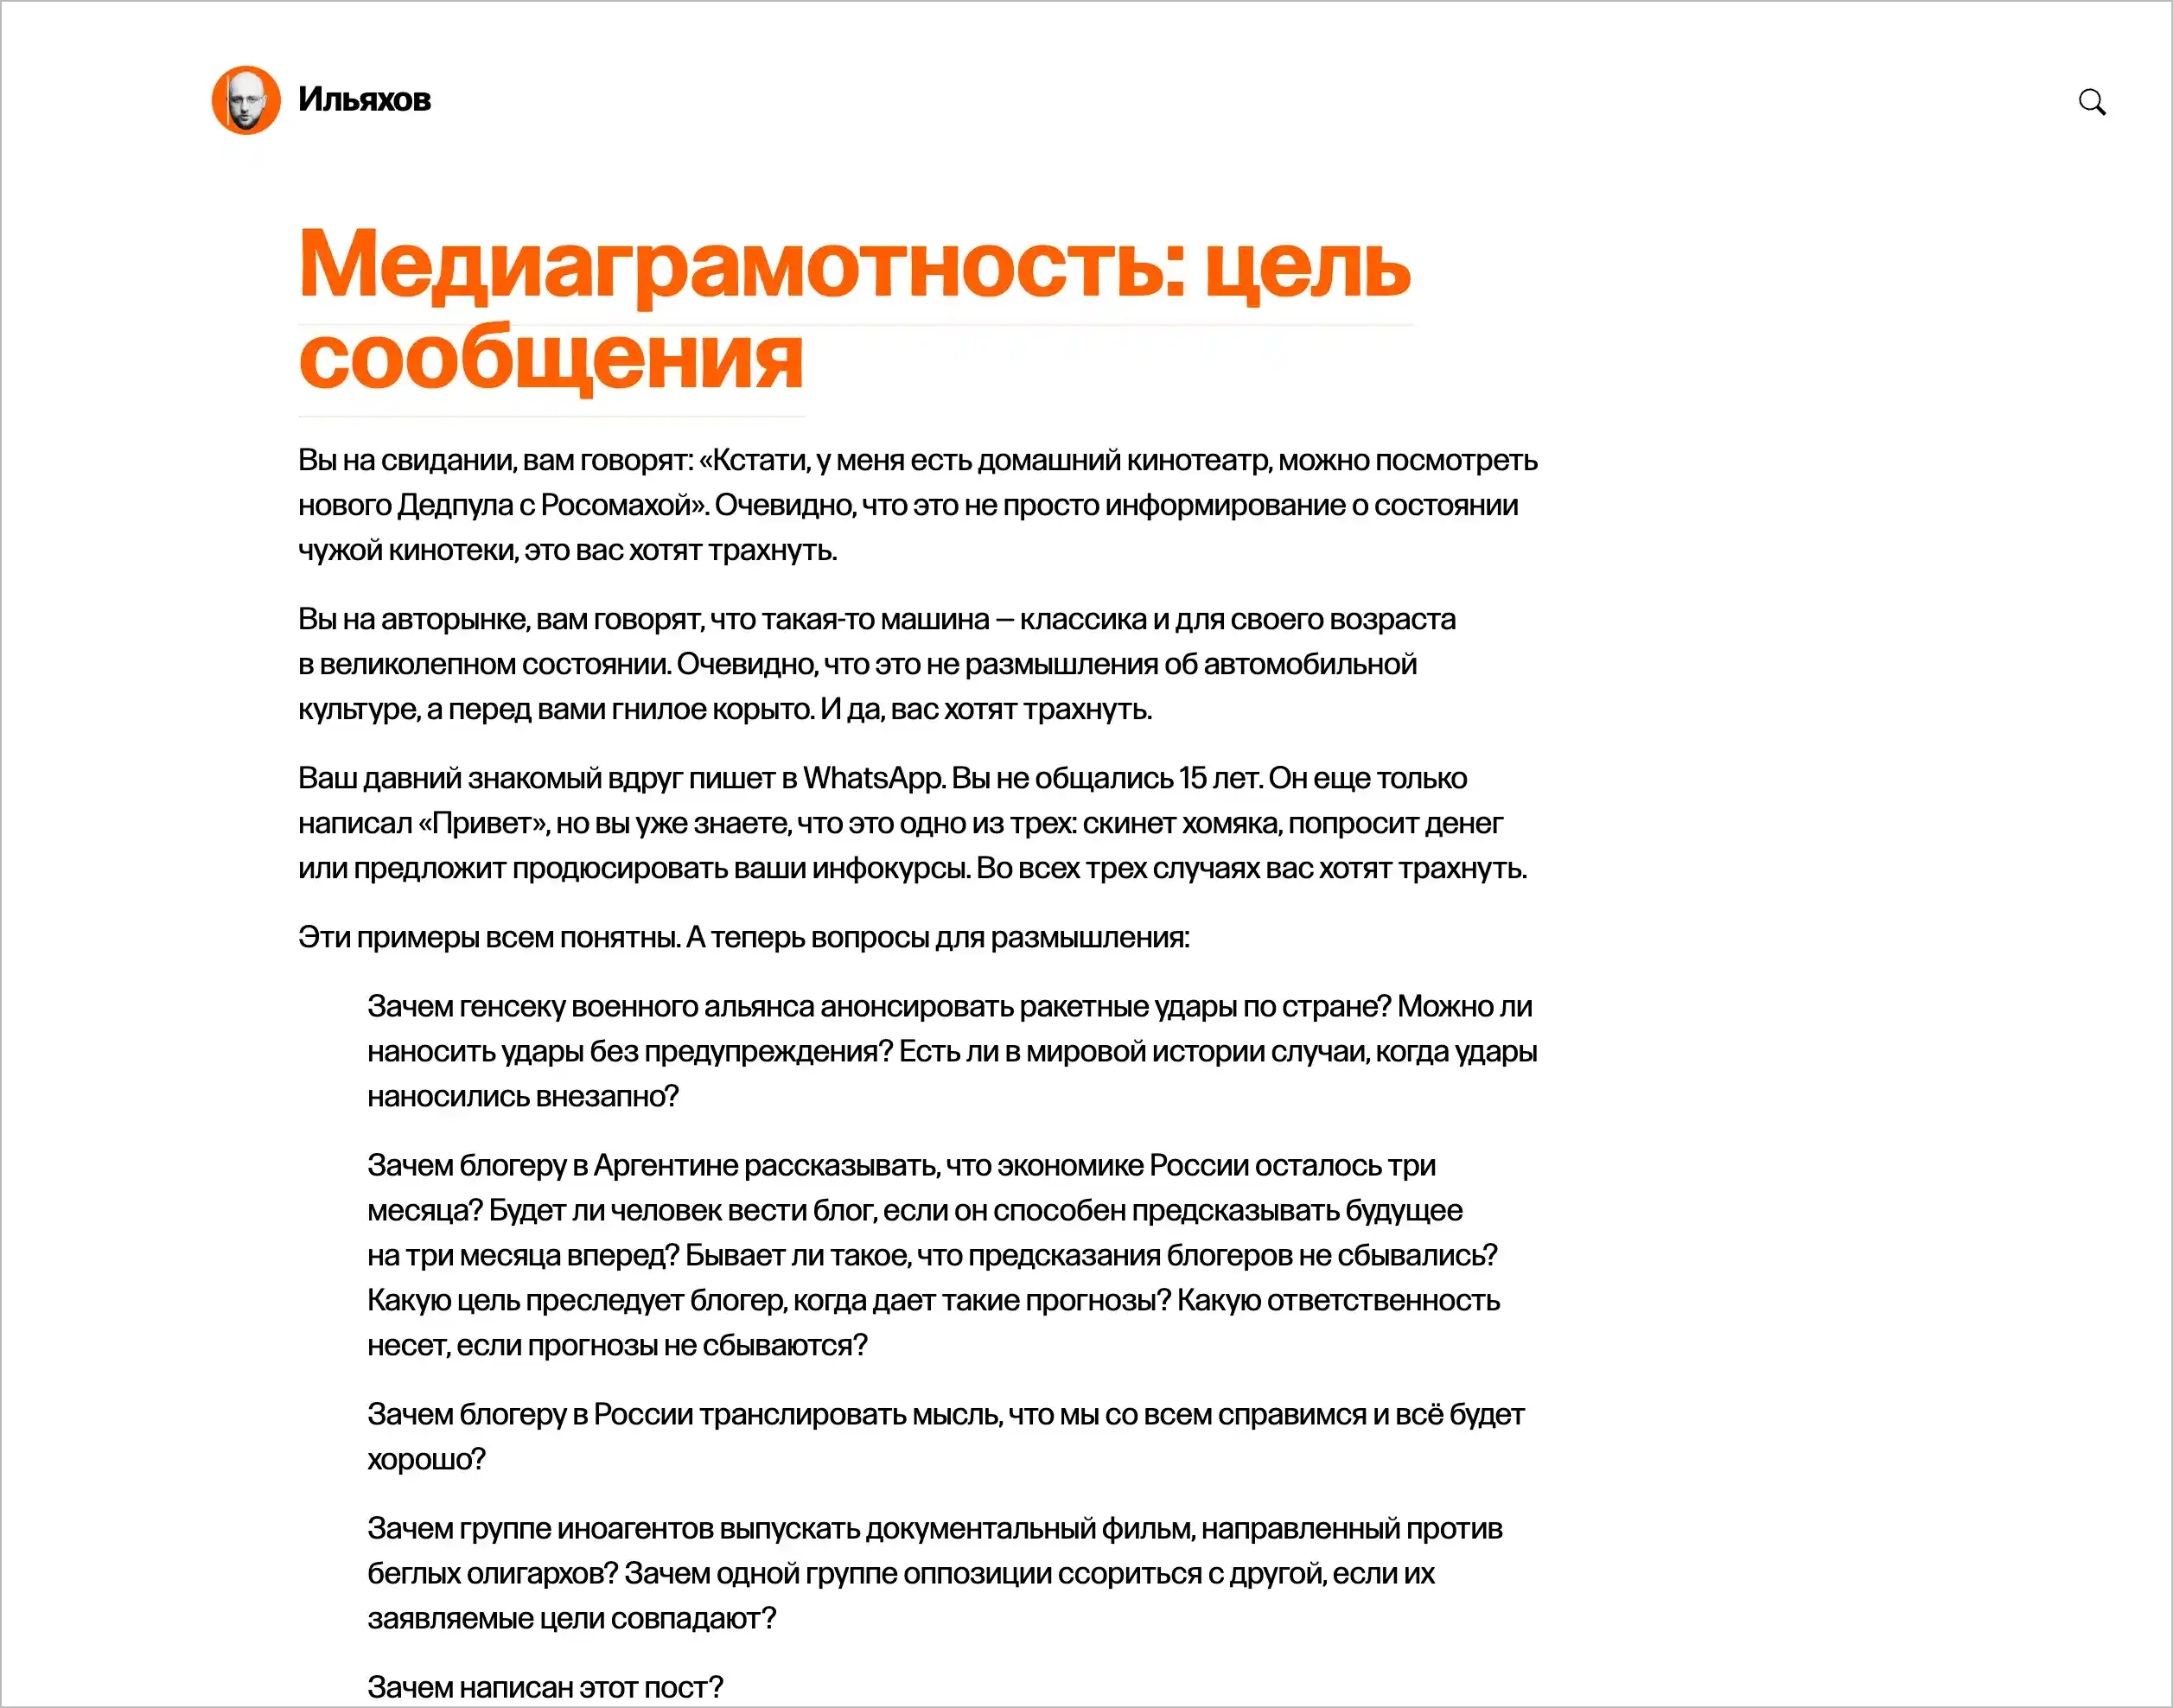 Ильяхов
Медиаграмотность: цель
сообщения
Вы на свидании, вам говорят: «Кстати, у меня есть домашний кинотеатр, можно посмотреть
нового Дедпула с Росомахой». Очевидно, что это не просто информирование о состоянии
чужой кинотеки, это вас хотят трахнуть.
Вы на авторынке, вам говорят, что такая-то машина — классика и для своего возраста
в великолепном состоянии. Очевидно, что это не размышления об автомобильной
культуре, а перед вами гнилое корыто. И да, вас хотят трахнуть.
Ваш давний знакомый вдруг пишет в WhatsApp. Вы не общались 15 лет. Он еще только
написал «Привет», но вы уже знаете, что это одно из трех: скинет хомяка, попросит денег
или предложит продюсировать ваши инфокурсы. Во всех трех случаях вас хотят трахнуть.
Эти примеры всем понятны. А теперь вопросы для размышления:
Зачем генсеку военного альянса анонсировать ракетные удары по стране? Можно ли
наносить удары без предупреждения? Есть ли в мировой истории случаи, когда удары
наносились внезапно?
Зачем блогеру в Аргентине рассказывать, что экономике России осталось три
месяца? Будет ли человек вести блог, если он способен предсказывать будущее
на три месяца вперед? Бывает ли такое, что предсказания блогеров не сбывались?
Какую цель преследует блогер, когда дает такие прогнозы? Какую ответственность
несет, если прогнозы не сбываются?
Зачем блогеру в России транслировать мысль, что мы со всем справимся и всё будет
хорошо?
Зачем группе иноагентов выпускать документальный фильм, направленный против
беглых олигархов? Зачем одной группе оппозиции ссориться с другой, если их
заявляемые цели совпадают?
Зачем написан этот пост?